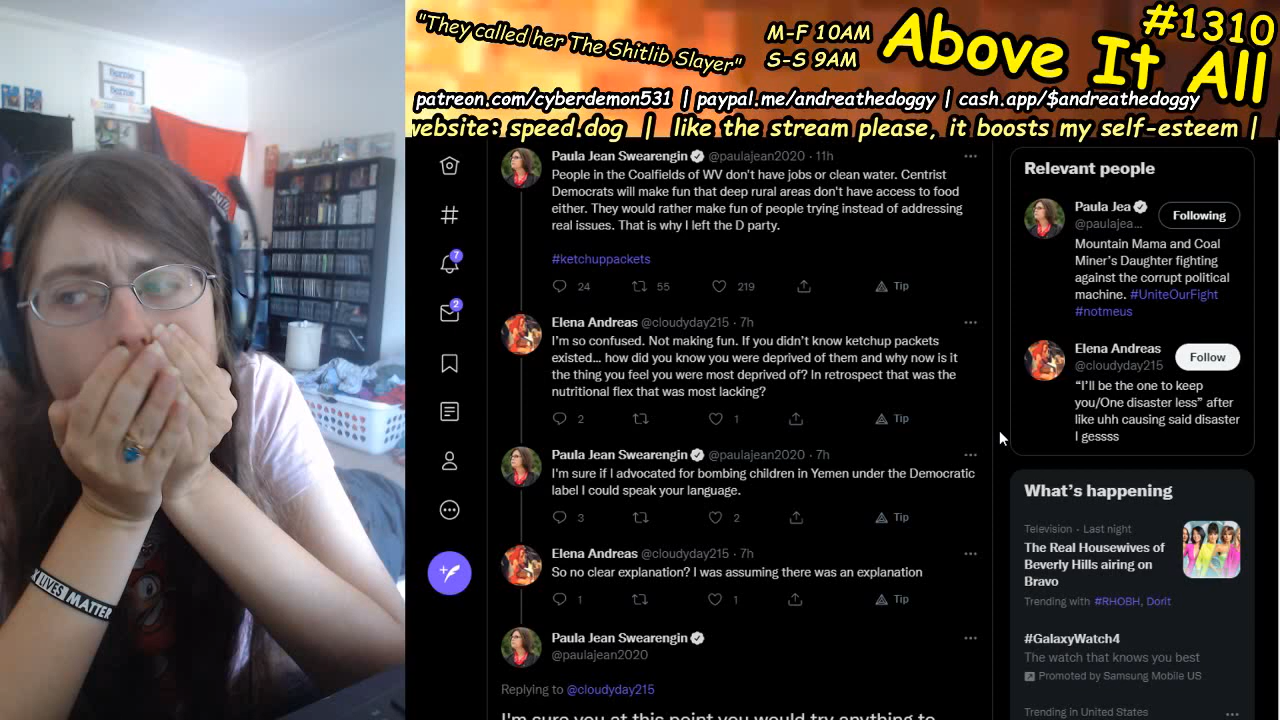 "They called her The Shitlib Slayer"
M-F 10AM
S-S 9AM
Above It All
#1310
patreon.com/cyberdemon531 | paypal.me/andreathedoggy | cash.app/$andreathedoggy
website: speed.dog | like the stream please, it boosts my self-esteem |
Bernie
Bernie
LIVES MATTER
7
2
Paula Jean Swearengin @paulajean2020 · 11h
People in the Coalfields of WV don't have jobs or clean water. Centrist
Democrats will make fun that deep rural areas don't have access to food
either. They would rather make fun of people trying instead of addressing
real issues. That is why I left the D party.
#ketchuppackets
24 55 219 Tip
Elena Andreas @cloudyday215 · 7h
I'm so confused. Not making fun. If you didn't know ketchup packets
existed... how did you know you were deprived of them and why now is it
the thing you feel you were most deprived of? In retrospect that was the
nutritional flex that was most lacking?
2 1 Tip
Paula Jean Swearengin @paulajean2020 · 7h
I'm sure if I advocated for bombing children in Yemen under the Democratic
label I could speak your language.
3 2 Tip
Elena Andreas @cloudyday215 · 7h
So no clear explanation? I was assuming there was an explanation
1 1 Tip
Paula Jean Swearengin
@paulajean2020
Replying to @cloudyday215
I'm sure you at this point you would try anything to
Relevant people
Paula Jea
@paulajea...
Following
Mountain Mama and Coal
Miner's Daughter fighting
against the corrupt political
machine. #UniteOurFight
#notmeus
Elena Andreas
@cloudyday215
Follow
"I'll be the one to keep
you/One disaster less" after
like uhh causing said disaster
I gessss
What's happening
Television · Last night
The Real Housewives of
Beverly Hills airing on
Bravo
Trending with #RHOBH, Dorit
#GalaxyWatch4
The watch that knows you best
Promoted by Samsung Mobile US
Trending in United States